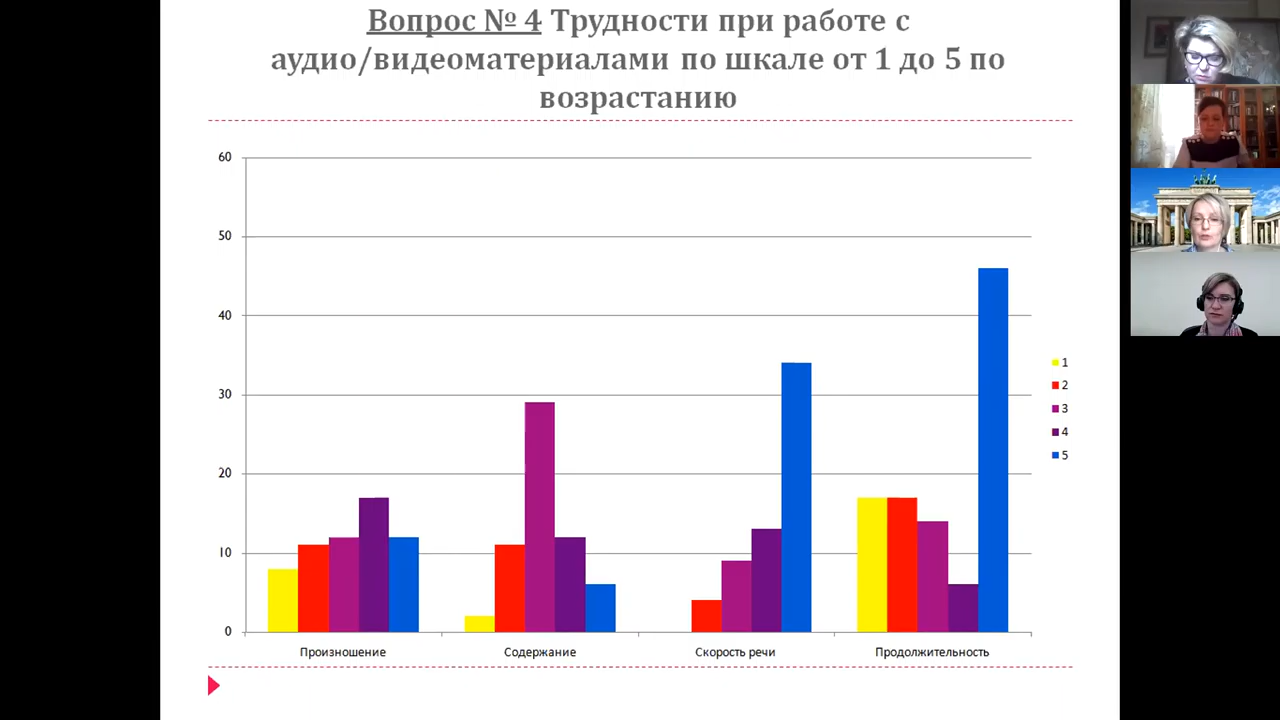 Вопрос № 4 Трудности при работе с
аудио/видеоматериалами по шкале от 1 до 5 по
возрастанию
60
50
40
30
20
10
0
Произношение
Содержание
Скорость речи
Продолжительность
1
2
3
4
5